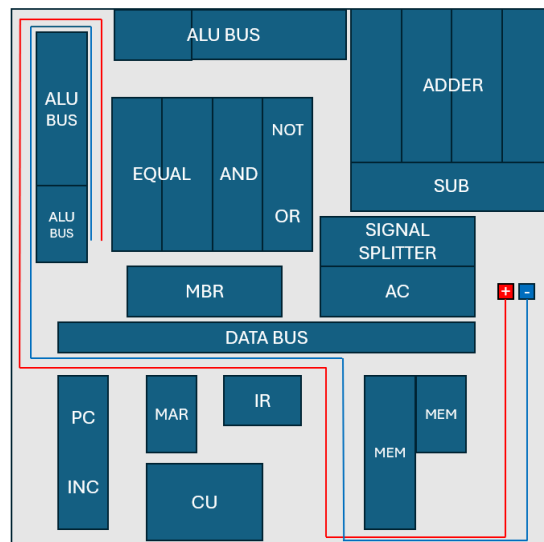 ALU BUS
ADDER
ALU
BUS
NOT
EQUAL
AND
SUB
ALU
BUS
OR
SIGNAL
SPLITTER
MBR
AC
+
-
DATA BUS
PC
MAR
IR
MEM
MEM
INC
CU